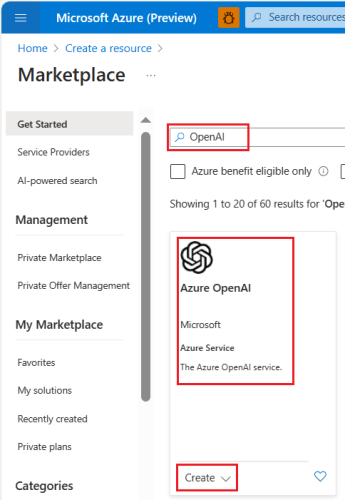 Microsoft Azure (Preview)
Search resources
Home > Create a resource >
Marketplace ...
Get Started
Service Providers
AI-powered search
Management
Private Marketplace
Private Offer Management
My Marketplace
Favorites
My solutions
Recently created
Private plans
Categories
OpenAI
Azure benefit eligible only
Showing 1 to 20 of 60 results for 'Ope
Azure OpenAI
Microsoft
Azure Service
The Azure OpenAI service.
Create